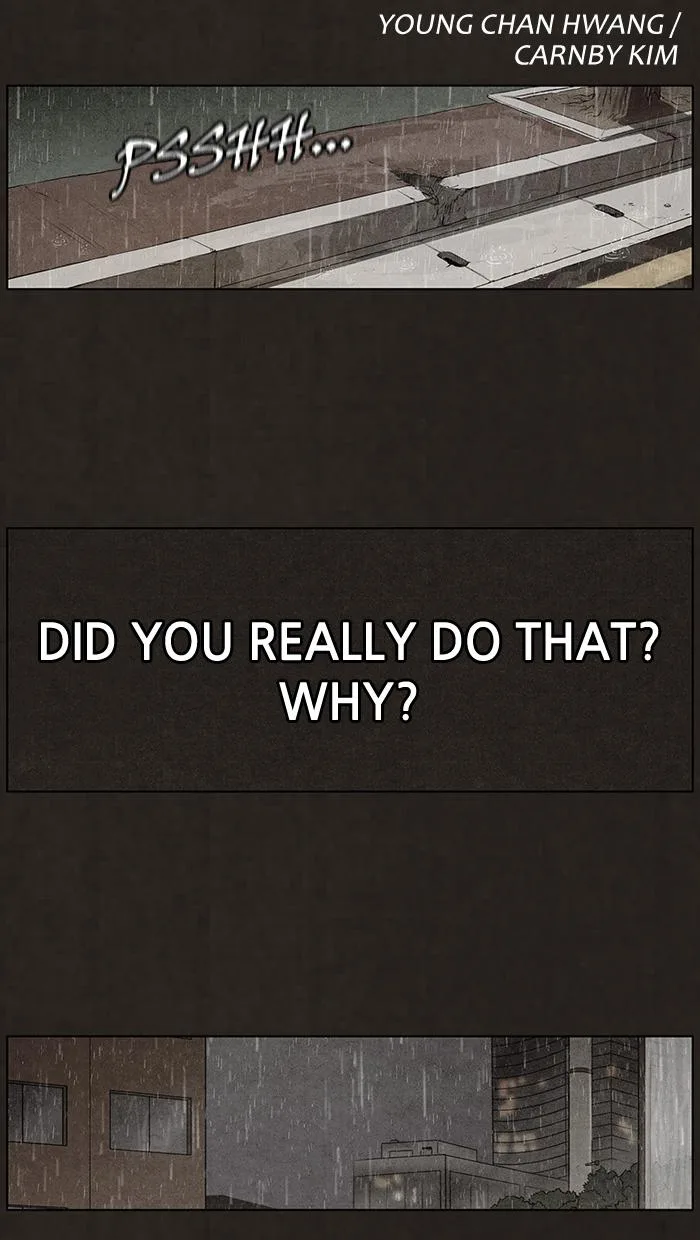 YOUNG CHAN HWANG /
CARNBY KIM
PSSHH...
DID YOU REALLY DO THAT?
WHY?